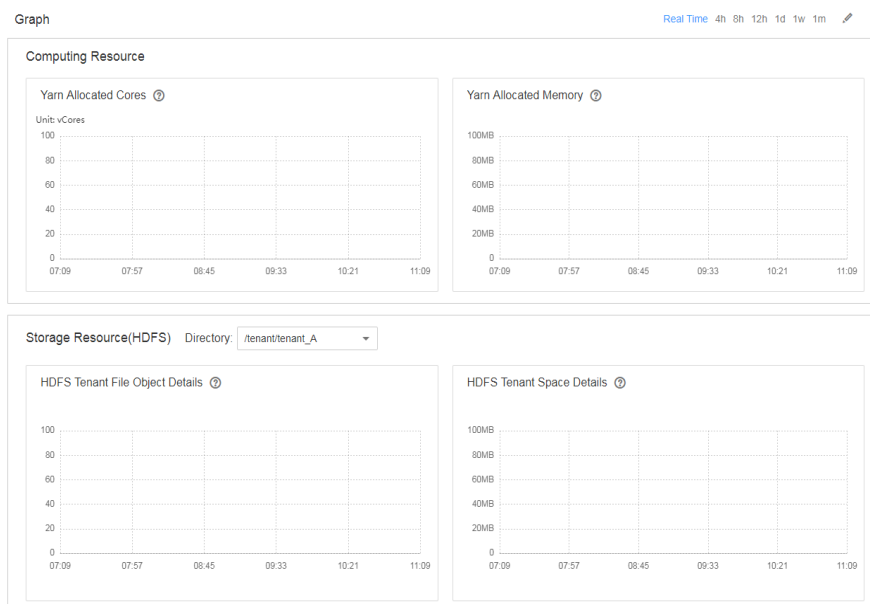 Graph
Real Time 4h 8h 12h 1d 1w 1m
Computing Resource
Yarn Allocated Cores ?
Unit: vCores
100
80
60
40
20
0
07:09 07:57 08:45 09:33 10:21 11:09
Yarn Allocated Memory ?
100MB
80MB
60MB
40MB
20MB
0
07:09 07:57 08:45 09:33 10:21 11:09
Storage Resource(HDFS) Directory: /tenant/tenant_A
HDFS Tenant File Object Details ?
100
80
60
40
20
0
07:09 07:57 08:45 09:33 10:21 11:09
HDFS Tenant Space Details ?
100MB
80MB
60MB
40MB
20MB
0
07:09 07:57 08:45 09:33 10:21 11:09